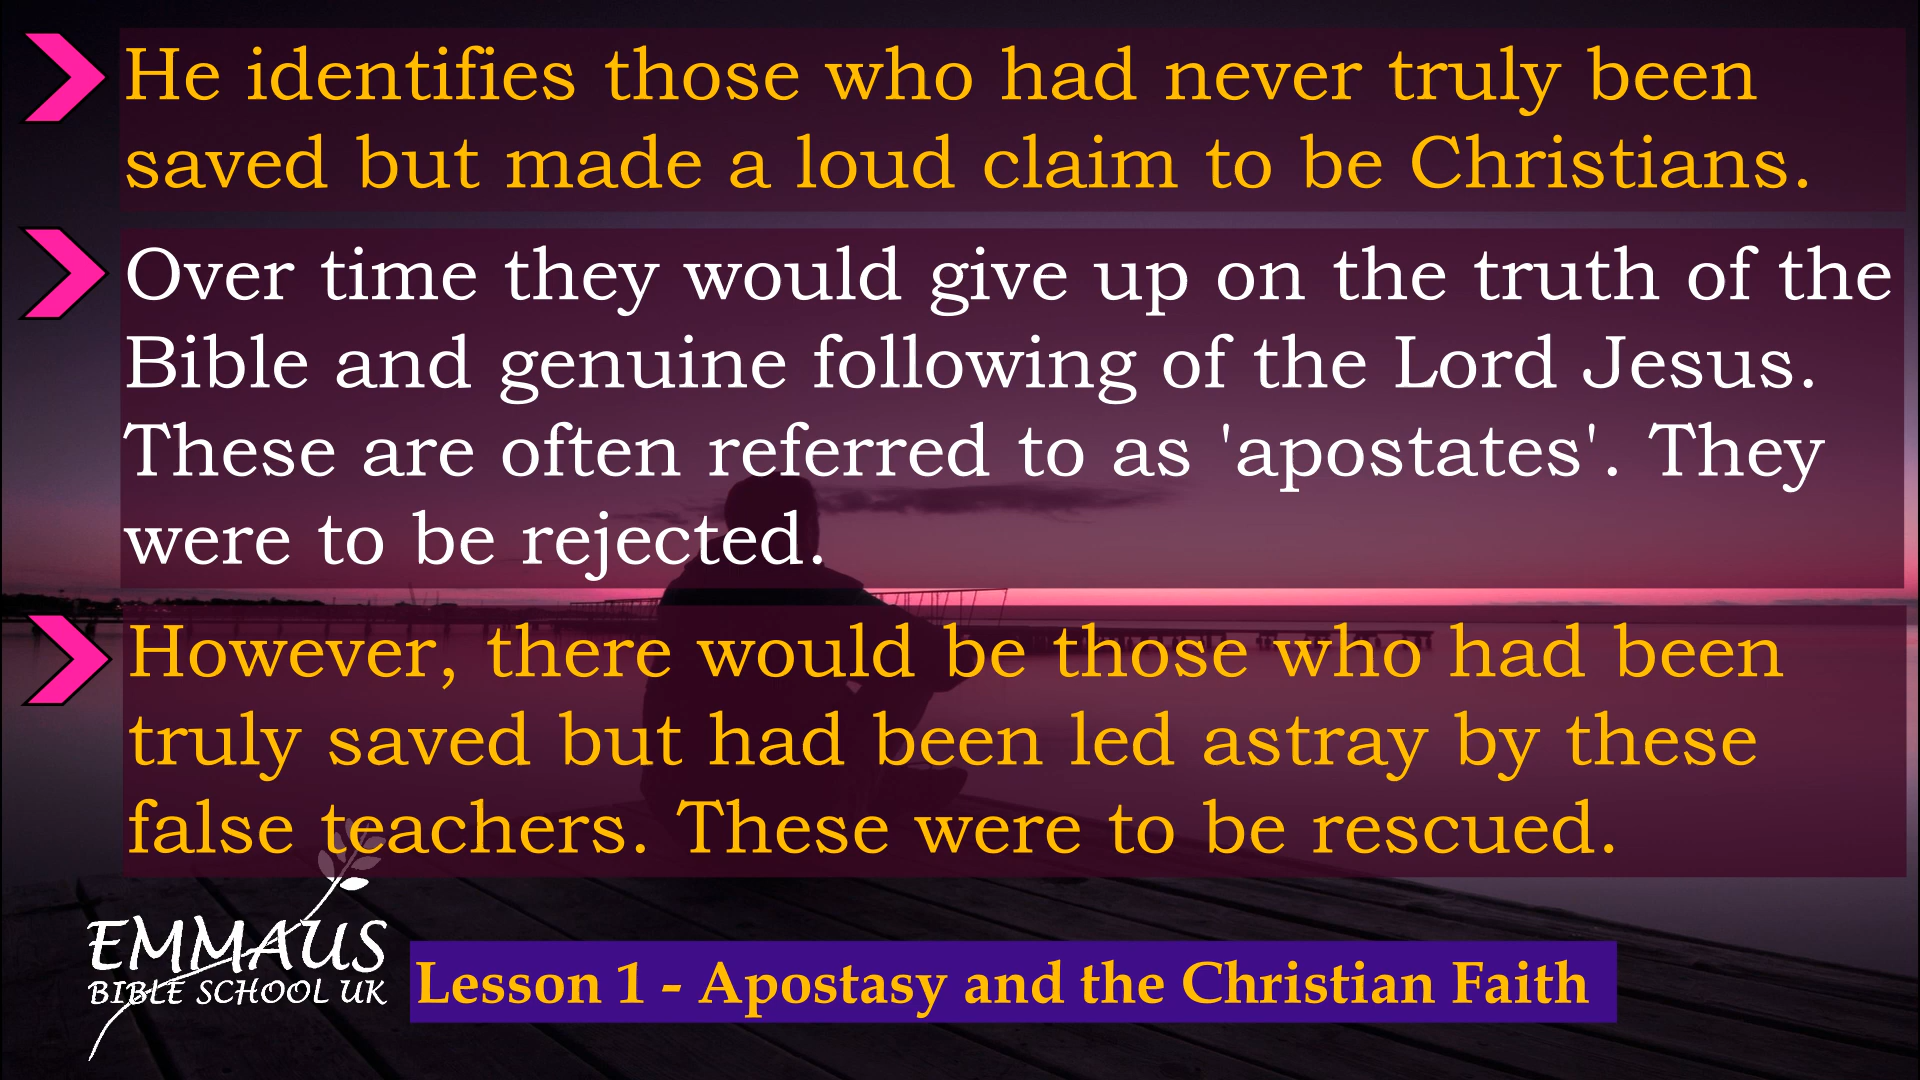 He identifies those who had never truly been
saved but made a loud claim to be Christians.
Over time they would give up on the truth of the
Bible and genuine following of the Lord Jesus.
These are often referred to as 'apostates'. They
were to be rejected.
However, there would be those who had been
truly saved but had been led astray by these
false teachers. These were to be rescued.
EMMAUS
BIBLE SCHOOL UK
Lesson 1 - Apostasy and the Christian Faith